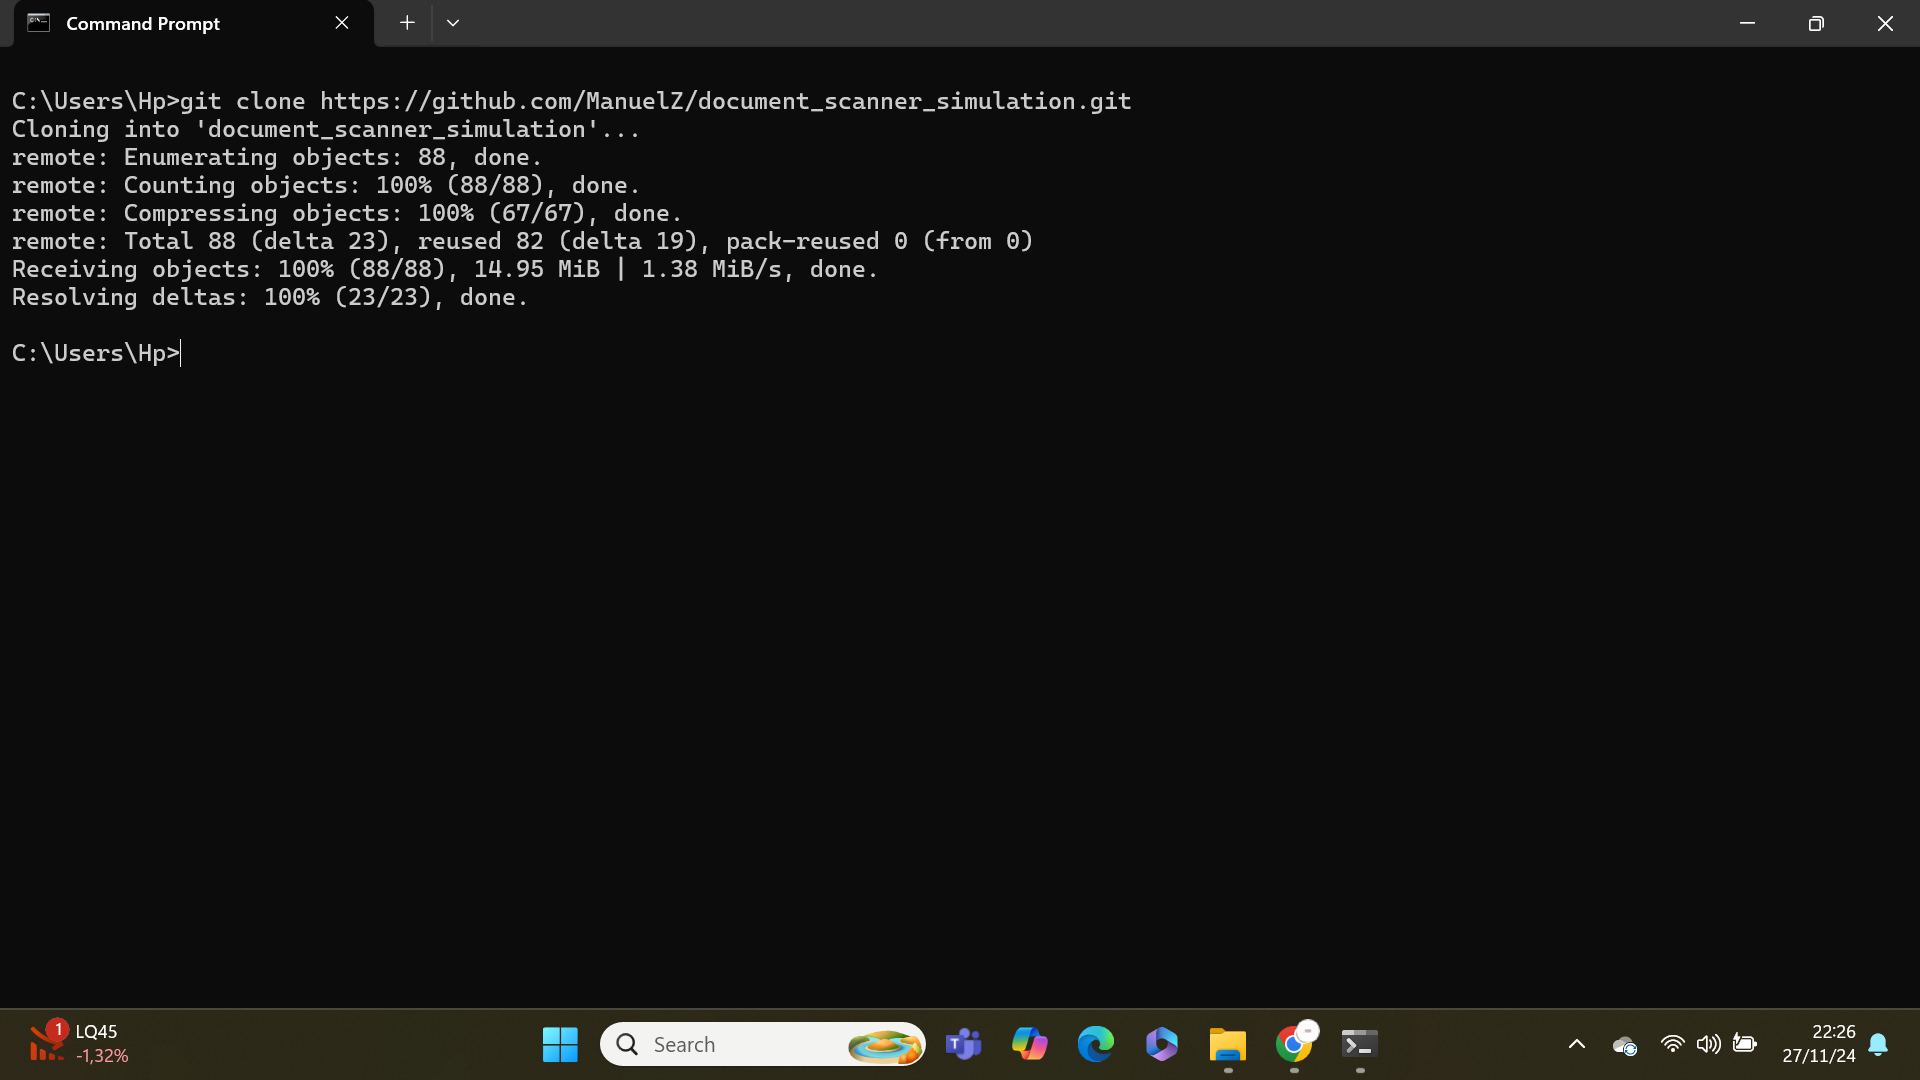 Command Prompt
C:\Users\Hp>git clone https://github.com/ManuelZ/document_scanner_simulation.git
Cloning into 'document_scanner_simulation'...
remote: Enumerating objects: 88, done.
remote: Counting objects: 100% (88/88), done.
remote: Compressing objects: 100% (67/67), done.
remote: Total 88 (delta 23), reused 82 (delta 19), pack-reused 0 (from 0)
Receiving objects: 100% (88/88), 14.95 MiB | 1.38 MiB/s, done.
Resolving deltas: 100% (23/23), done.
C:\Users\Hp>
1
LQ45
-1,32%
Search
T
22:26
27/11/24